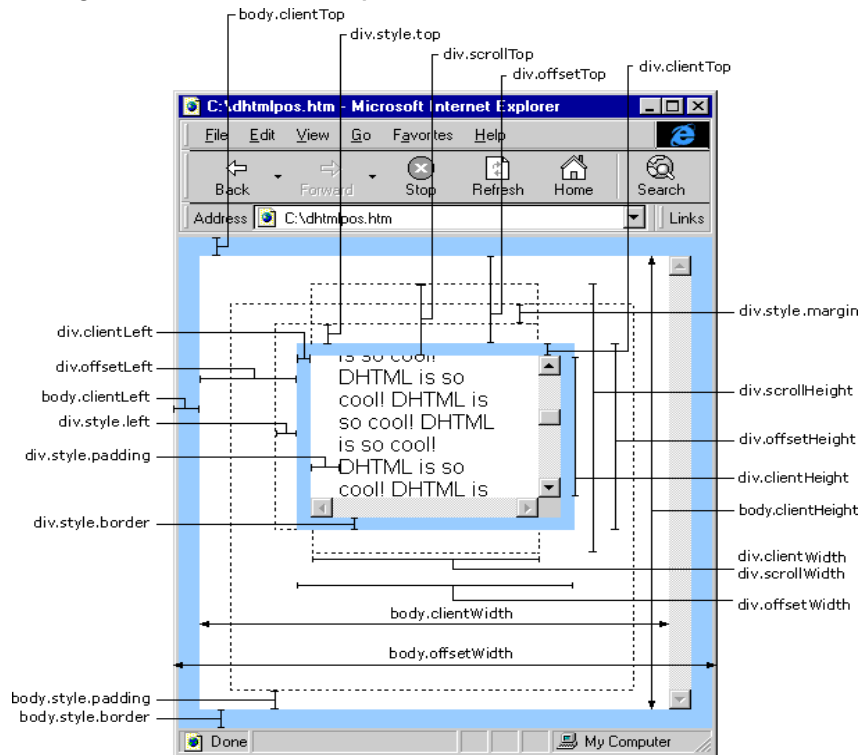 body.clientTop
div.style.top
div.scrollTop
div.clientTop
div.offsetTop
C:\dhtmlpos.htm - Microsoft Internet Explorer
File Edit View Go Favorites Help
Back Forward Stop Refresh Home Search
Address C:\dhtmlpos.htm Links
div.style.margin
div.clientLeft
div.offsetLeft
body.clientLeft
div.style.left
div.style.padding
div.style.border
is so cool!
DHTML is so
cool! DHTML is
so cool! DHTML
is so cool!
DHTML is so
cool! DHTML is
div.scrollHeight
div.offsetHeight
div.clientHeight
body.clientHeight
div.clientWidth
div.scrollWidth
div.offsetWidth
body.clientWidth
body.offsetWidth
body.style.padding
body.style.border
Done My Computer